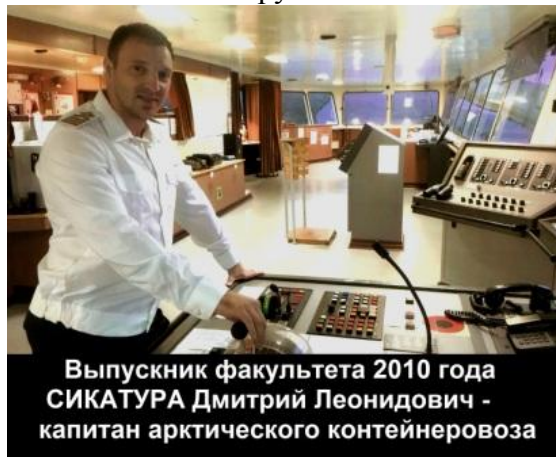 Выпускник факультета 2010 года
СИКАТУРА Дмитрий Леонидович -
капитан арктического контейнеровоза